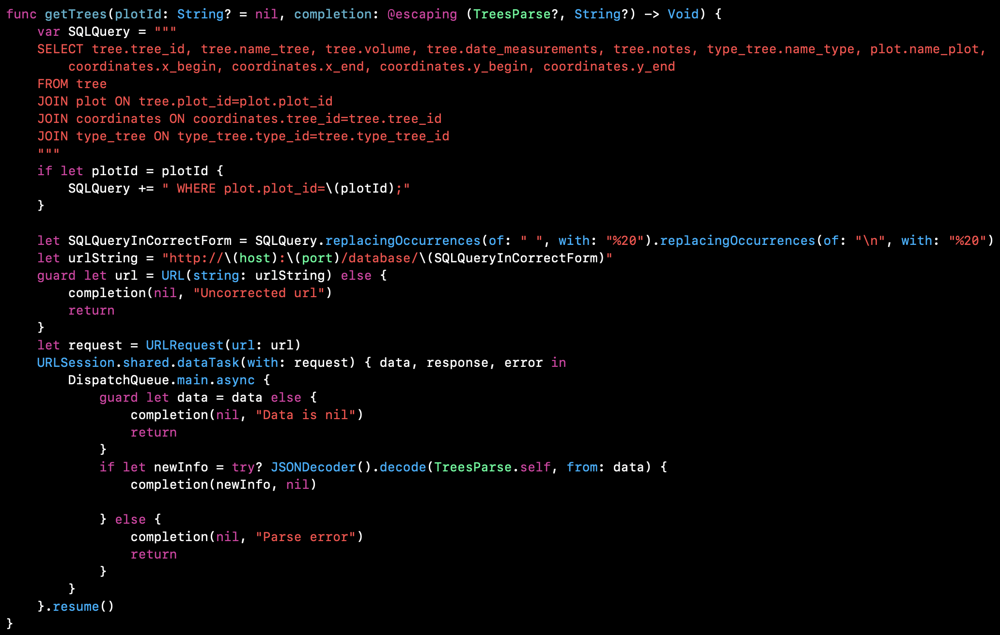 func getTrees(plotId: String? = nil, completion: @escaping (TreesParse?, String?) -> Void) {
    var SQLQuery = """
    SELECT tree.tree_id, tree.name_tree, tree.volume, tree.date_measurements, tree.notes, type_tree.name_type, plot.name_plot,
        coordinates.x_begin, coordinates.x_end, coordinates.y_begin, coordinates.y_end
    FROM tree
    JOIN plot ON tree.plot_id=plot.plot_id
    JOIN coordinates ON coordinates.tree_id=tree.tree_id
    JOIN type_tree ON type_tree.type_id=tree.type_tree_id
    """
    if let plotId = plotId {
        SQLQuery += " WHERE plot.plot_id=\(plotId);"
    }

    let SQLQueryInCorrectForm = SQLQuery.replacingOccurrences(of: " ", with: "%20").replacingOccurrences(of: "\n", with: "%20")
    let urlString = "http://\(host):\(port)/database/\(SQLQueryInCorrectForm)"
    guard let url = URL(string: urlString) else {
        completion(nil, "Uncorrected url")
        return
    }
    let request = URLRequest(url: url)
    URLSession.shared.dataTask(with: request) { data, response, error in
        DispatchQueue.main.async {
            guard let data = data else {
                completion(nil, "Data is nil")
                return
            }
            if let newInfo = try? JSONDecoder().decode(TreesParse.self, from: data) {
                completion(newInfo, nil)

            } else {
                completion(nil, "Parse error")
                return
            }
        }
    }.resume()
}